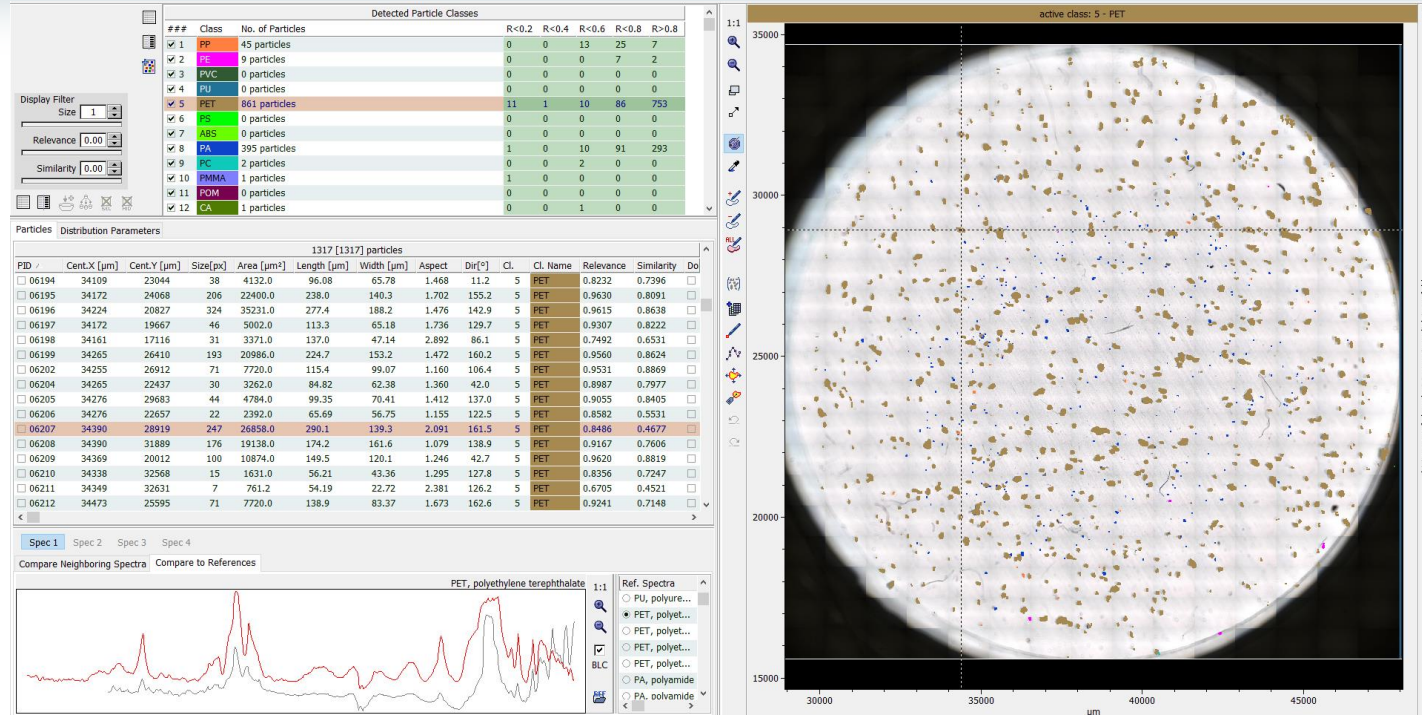 Detected Particle Classes
### Class No. of Particles R<0.2 R<0.4 R<0.6 R<0.8 R>0.8
1 PP 45 particles 0 0 13 25 7
2 PE 9 particles 0 0 0 7 2
3 PVC 0 particles 0 0 0 0 0
4 PU 0 particles 0 0 0 0 0
5 PET 861 particles 11 1 10 86 753
6 PS 0 particles 0 0 0 0 0
7 ABS 0 particles 0 0 0 0 0
8 PA 395 particles 1 0 10 91 293
9 PC 2 particles 0 0 2 0 0
10 PMMA 1 particles 1 0 0 0 0
11 POM 0 particles 0 0 0 0 0
12 CA 1 particles 0 0 1 0 0
Display Filter
Size 1
Relevance 0.00
Similarity 0.00
Particles Distribution Parameters
1317 [1317] particles
PID Cent.X [µm] Cent.Y [µm] Size[px] Area [µm²] Length [µm] Width [µm] Aspect Dir[º] Cl. Cl. Name Relevance Similarity Do
06194 34109 23044 38 4132.0 96.08 65.78 1.468 11.2 5 PET 0.8232 0.7396
06195 34172 24068 206 22400.0 238.0 140.3 1.702 155.2 5 PET 0.9630 0.8091
06196 34224 20827 324 35231.0 277.4 188.2 1.476 142.9 5 PET 0.9615 0.8638
06197 34172 19667 46 5002.0 113.3 65.18 1.736 129.7 5 PET 0.9307 0.8222
06198 34161 17116 31 3371.0 137.0 47.14 2.892 86.1 5 PET 0.7492 0.6531
06199 34265 26410 193 20986.0 224.7 153.2 1.472 160.2 5 PET 0.9560 0.8624
06202 34255 26912 71 7720.0 115.4 99.07 1.160 106.4 5 PET 0.9531 0.8869
06204 34265 22437 30 3262.0 84.82 62.38 1.360 42.0 5 PET 0.8987 0.7977
06205 34276 29683 44 4784.0 99.35 70.41 1.412 137.0 5 PET 0.9055 0.8405
06206 34276 22657 22 2392.0 65.69 56.75 1.155 122.5 5 PET 0.8582 0.5531
06207 34390 28919 247 26858.0 290.1 139.3 2.091 161.5 5 PET 0.8486 0.4677
06208 34390 31889 176 19138.0 174.2 161.6 1.079 138.9 5 PET 0.9167 0.7606
06209 34369 20012 100 10874.0 149.5 120.1 1.246 42.7 5 PET 0.9620 0.8819
06210 34338 32568 15 1631.0 56.21 43.36 1.295 127.8 5 PET 0.8356 0.7247
06211 34349 32631 7 761.2 54.19 22.72 2.381 126.2 5 PET 0.6705 0.4521
06212 34473 25595 71 7720.0 138.9 83.37 1.673 162.6 5 PET 0.9241 0.7148
Spec 1 Spec 2 Spec 3 Spec 4
Compare Neighboring Spectra Compare to References
PET, polyethylene terephthalate
1:1
BLC
REF
Ref. Spectra
PU, polyure...
PET, polyet...
PET, polyet...
PET, polyet...
PET, polyet...
PA, polyamide
PA, polyamide
1:1
ALL
active class: 5 - PET
35000
30000
25000
20000
15000
30000 35000 40000 45000
µm